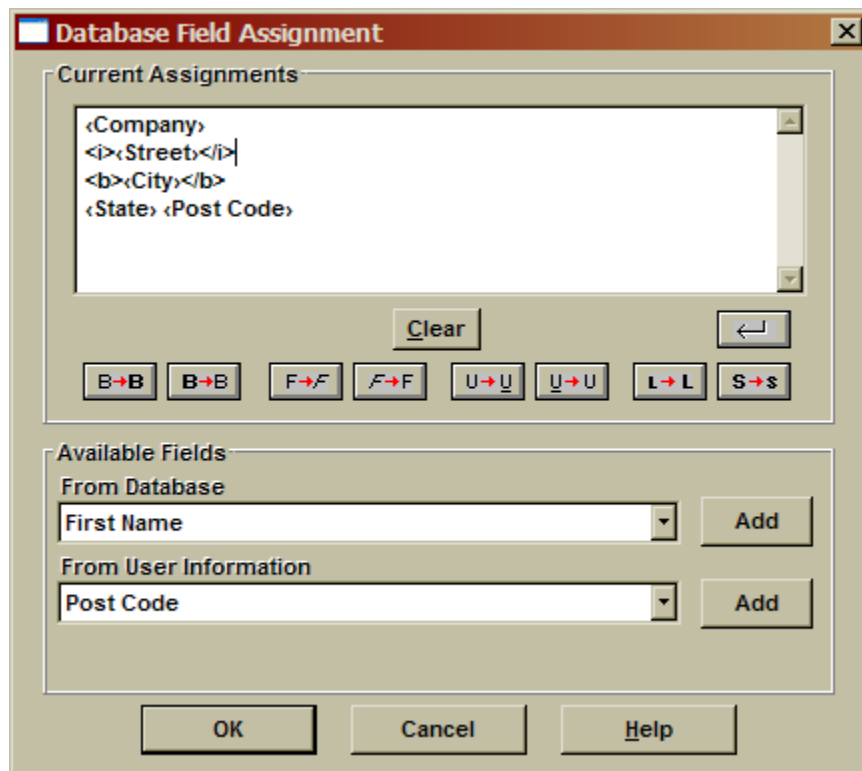 Database Field Assignment
Current Assignments
‹Company›
<i>‹Street›</i>
<b>‹City›</b>
‹State› ‹Post Code›
Clear
B→B B→B F→F F→F U→U U→U L→L S→s
Available Fields
From Database
First Name Add
From User Information
Post Code Add
OK Cancel Help